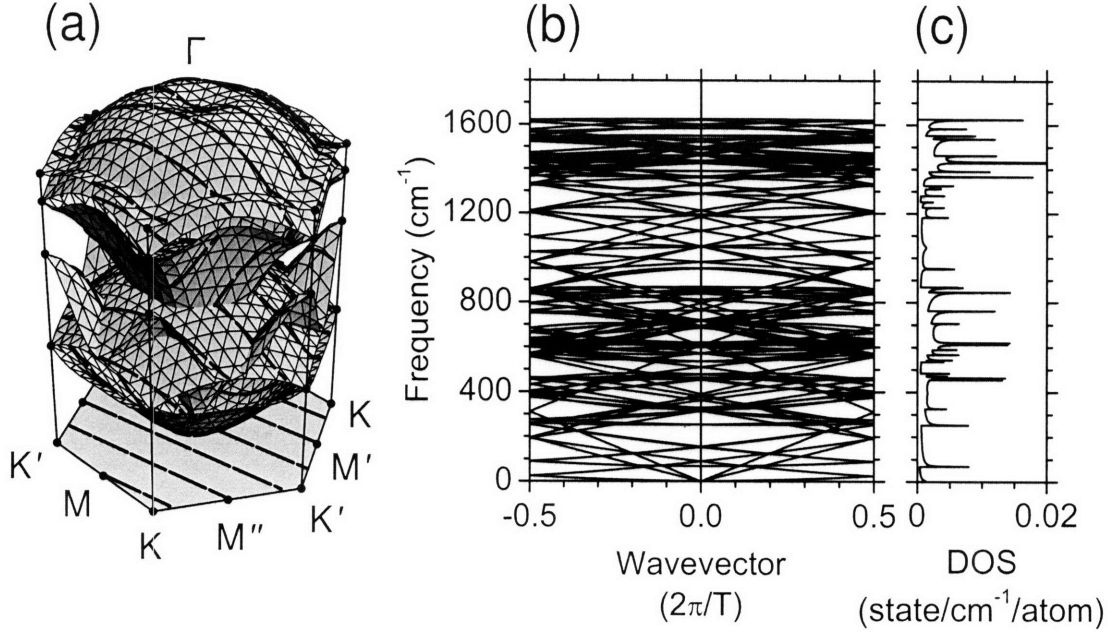 (a)
Γ
K′
M
K
M″
K′
M′
K
(b)
Frequency (cm⁻¹)
1600
1200
800
400
0
-0.5
0.0
0.5
Wavevector
(2π/T)
(c)
0
0.02
DOS
(state/cm⁻¹/atom)